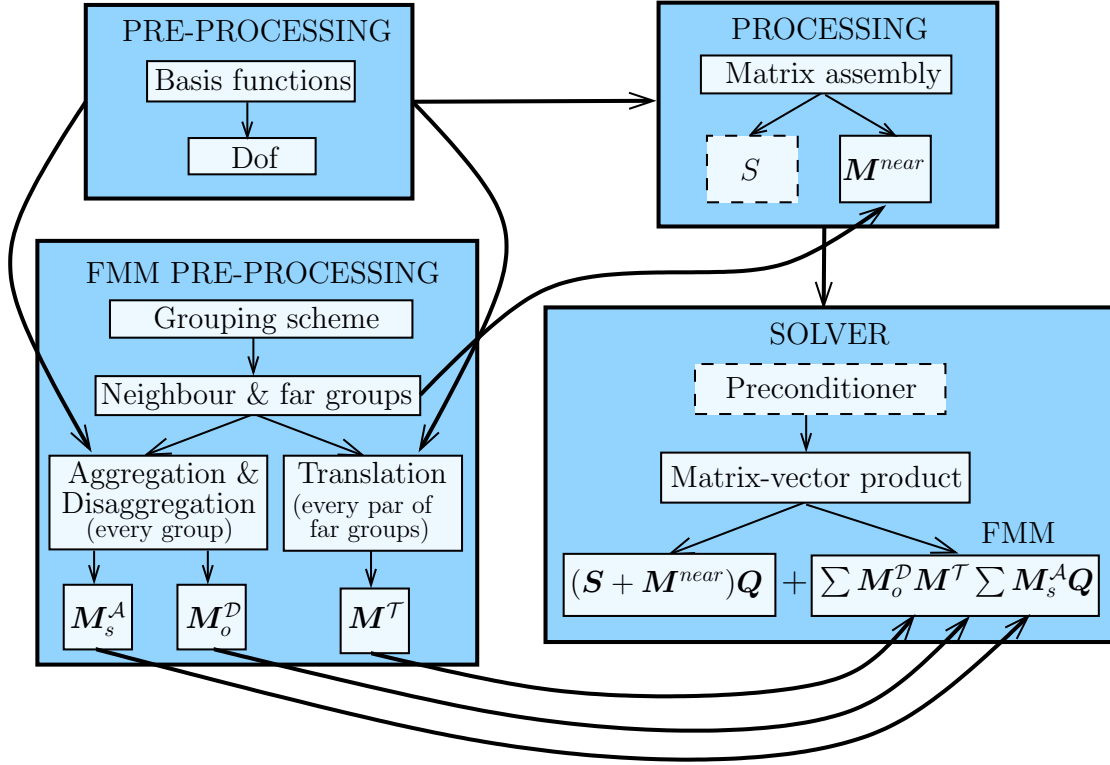 PRE-PROCESSING
Basis functions
Dof
PROCESSING
Matrix assembly
S
M^{near}
FMM PRE-PROCESSING
Grouping scheme
Neighbour & far groups
Aggregation &
Disaggregation
(every group)
Translation
(every par of
far groups)
M_s^A
M_o^D
M^T
SOLVER
Preconditioner
Matrix-vector product
FMM
(S + M^{near})Q + ∑ M_o^D M^T ∑ M_s^A Q